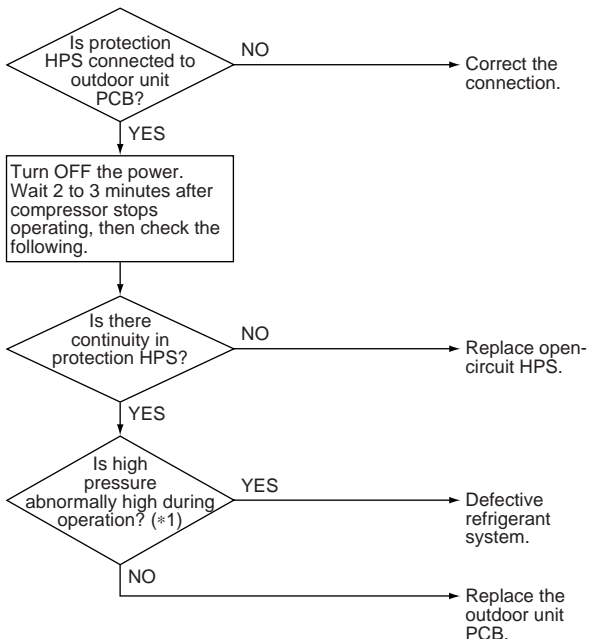 Is protection
HPS connected to
outdoor unit
PCB?
NO
Correct the
connection.
YES
Turn OFF the power.
Wait 2 to 3 minutes after
compressor stops
operating, then check the
following.
Is there
continuity in
protection HPS?
NO
Replace open-
circuit HPS.
YES
Is high
pressure
abnormally high during
operation? (*1)
YES
Defective
refrigerant
system.
NO
Replace the
outdoor unit
PCB.